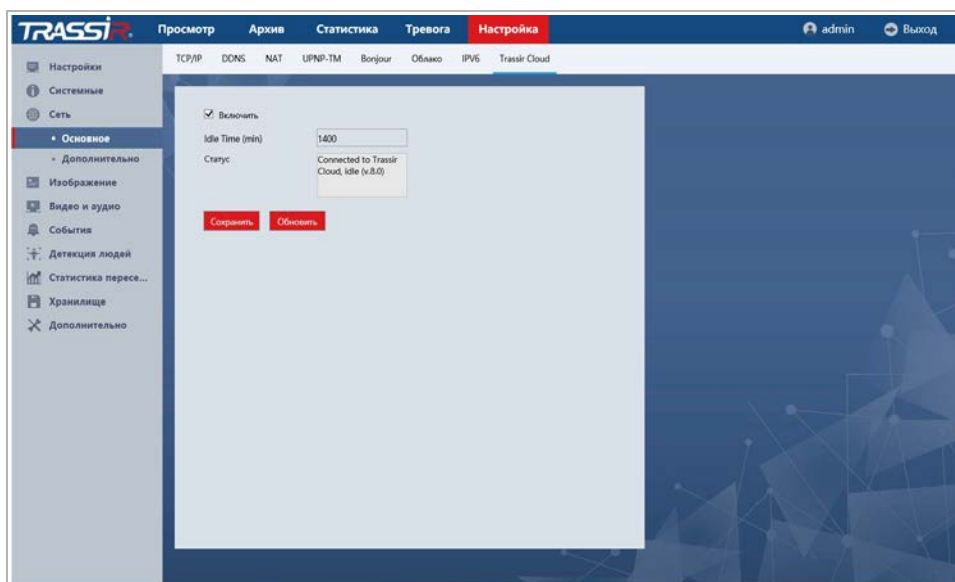 TRASSIR
Просмотр Архив Статистика Тревога Настройка admin Выход
TCP/IP DDNS NAT UPNP-TM Bonjour Облако IPV6 Trassir Cloud
Настройки
Системные
Сеть
• Основное
• Дополнительно
Изображение
Видео и аудио
События
Детекция людей
Статистика пересе...
Хранилище
Дополнительно
Включить
Idle Time (min) 1400
Статус Connected to Trassir
Cloud, Idle (v.8.0)
Сохранить Обновить